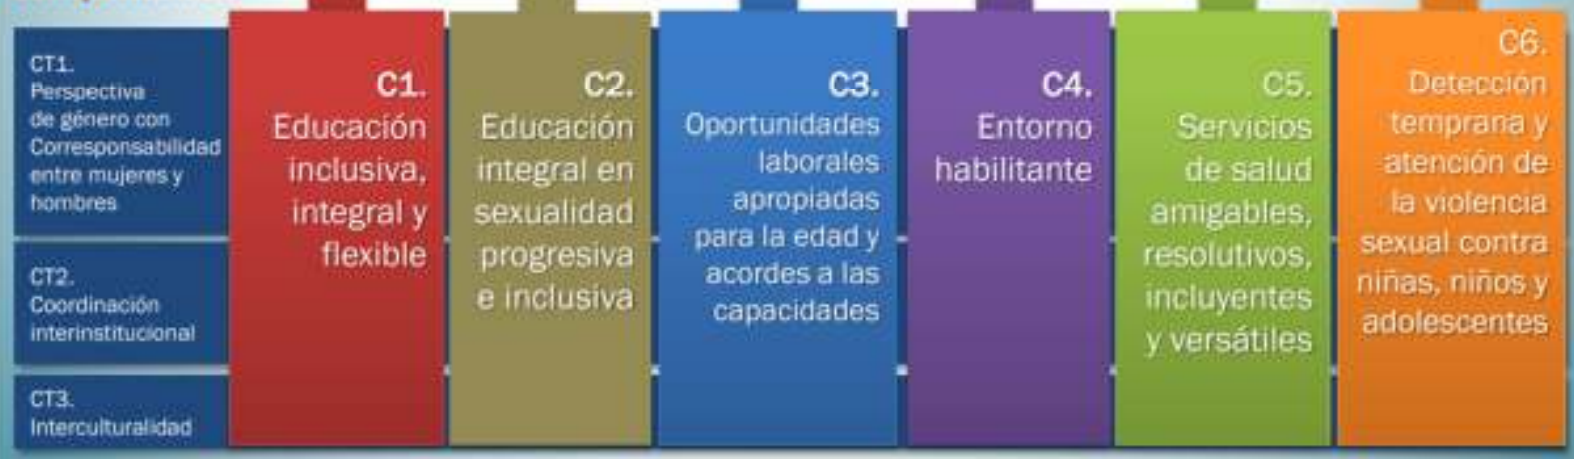 CT1.
Perspectiva
de género con
Corresponsabilidad
entre mujeres y
hombres
CT2.
Coordinación
interinstitucional
CT3.
Interculturalidad
C1.
Educación
inclusiva,
integral y
flexible
C2.
Educación
integral en
sexualidad
progresiva
e inclusiva
C3.
Oportunidades
laborales
apropiadas
para la edad y
acordes a las
capacidades
C4.
Entorno
habilitante
C5.
Servicios
de salud
amigables,
resolutivos,
incluyentes
y versátiles
C6.
Detección
temprana y
atención de
la violencia
sexual contra
niñas, niños y
adolescentes